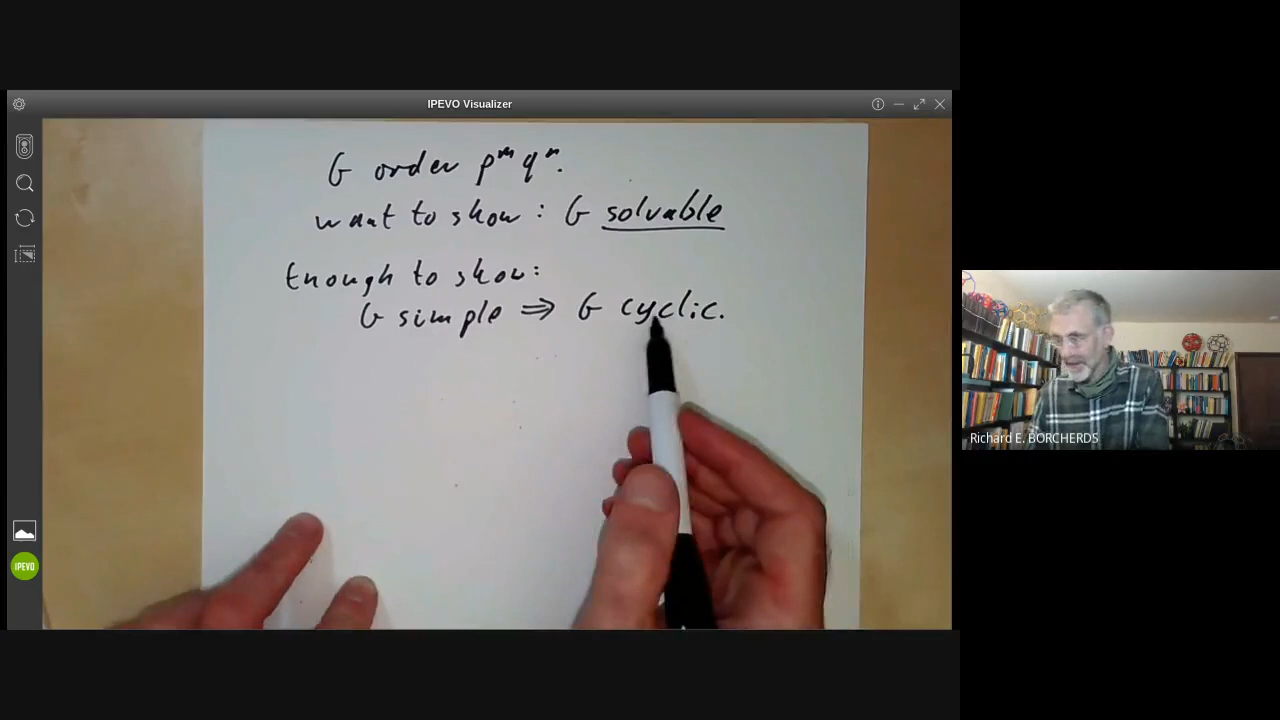 IPEVO Visualizer
G order p^m q^n.
want to show: G solvable
Enough to show:
G simple ⇒ G cyclic.
IPEVO
Richard E. BORCHERDS